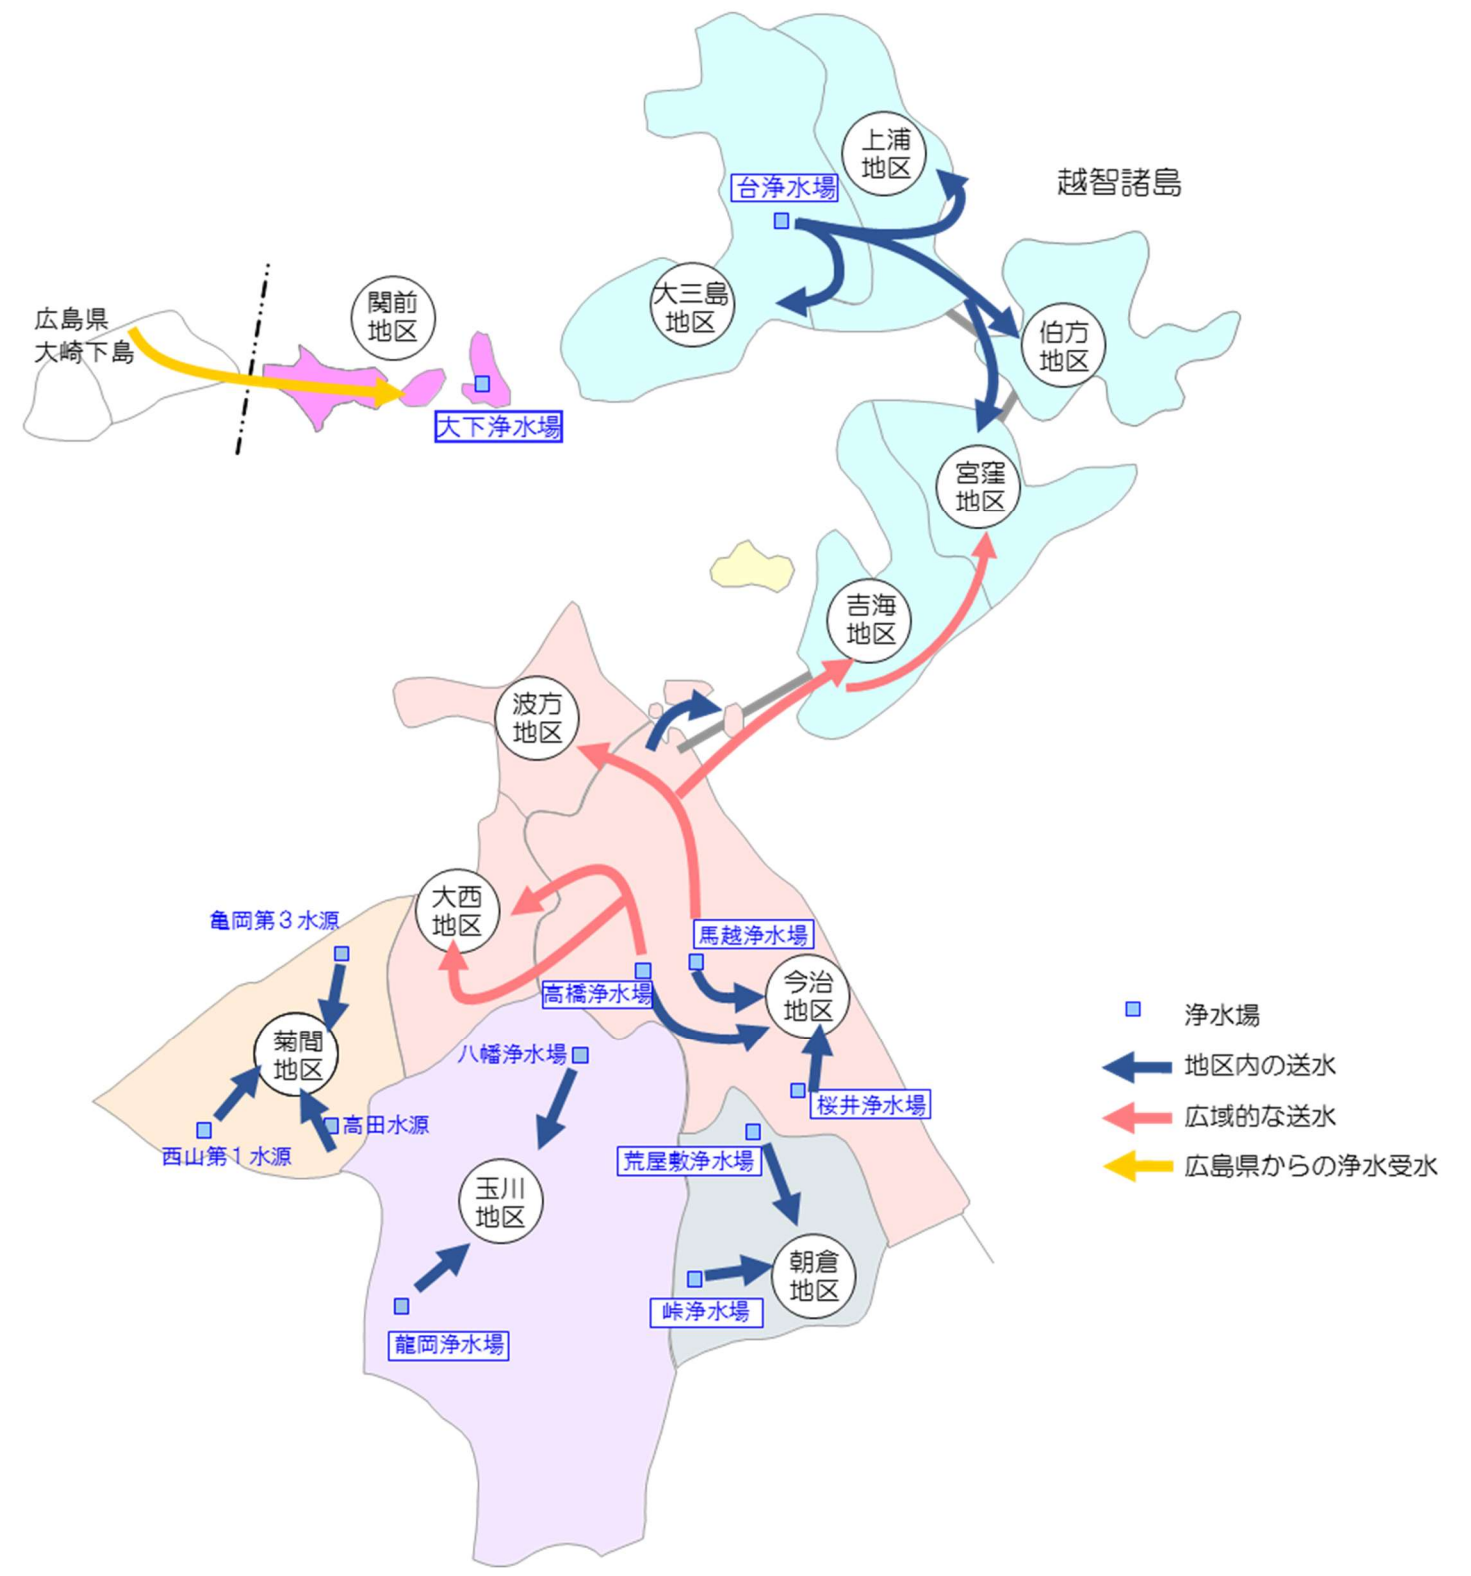 上浦
地区
越智諸島
台浄水場
大三島
地区
関前
地区
広島県
大崎下島
伯方
地区
大下浄水場
宮窪
地区
吉海
地区
波方
地区
大西
地区
亀岡第3水源
馬越浄水場
高橋浄水場
今治
地区
菊間
地区
八幡浄水場
高田水源
西山第1水源
桜井浄水場
荒屋敷浄水場
玉川
地区
朝倉
地区
峠浄水場
龍岡浄水場
浄水場
地区内の送水
広域的な送水
広島県からの浄水受水